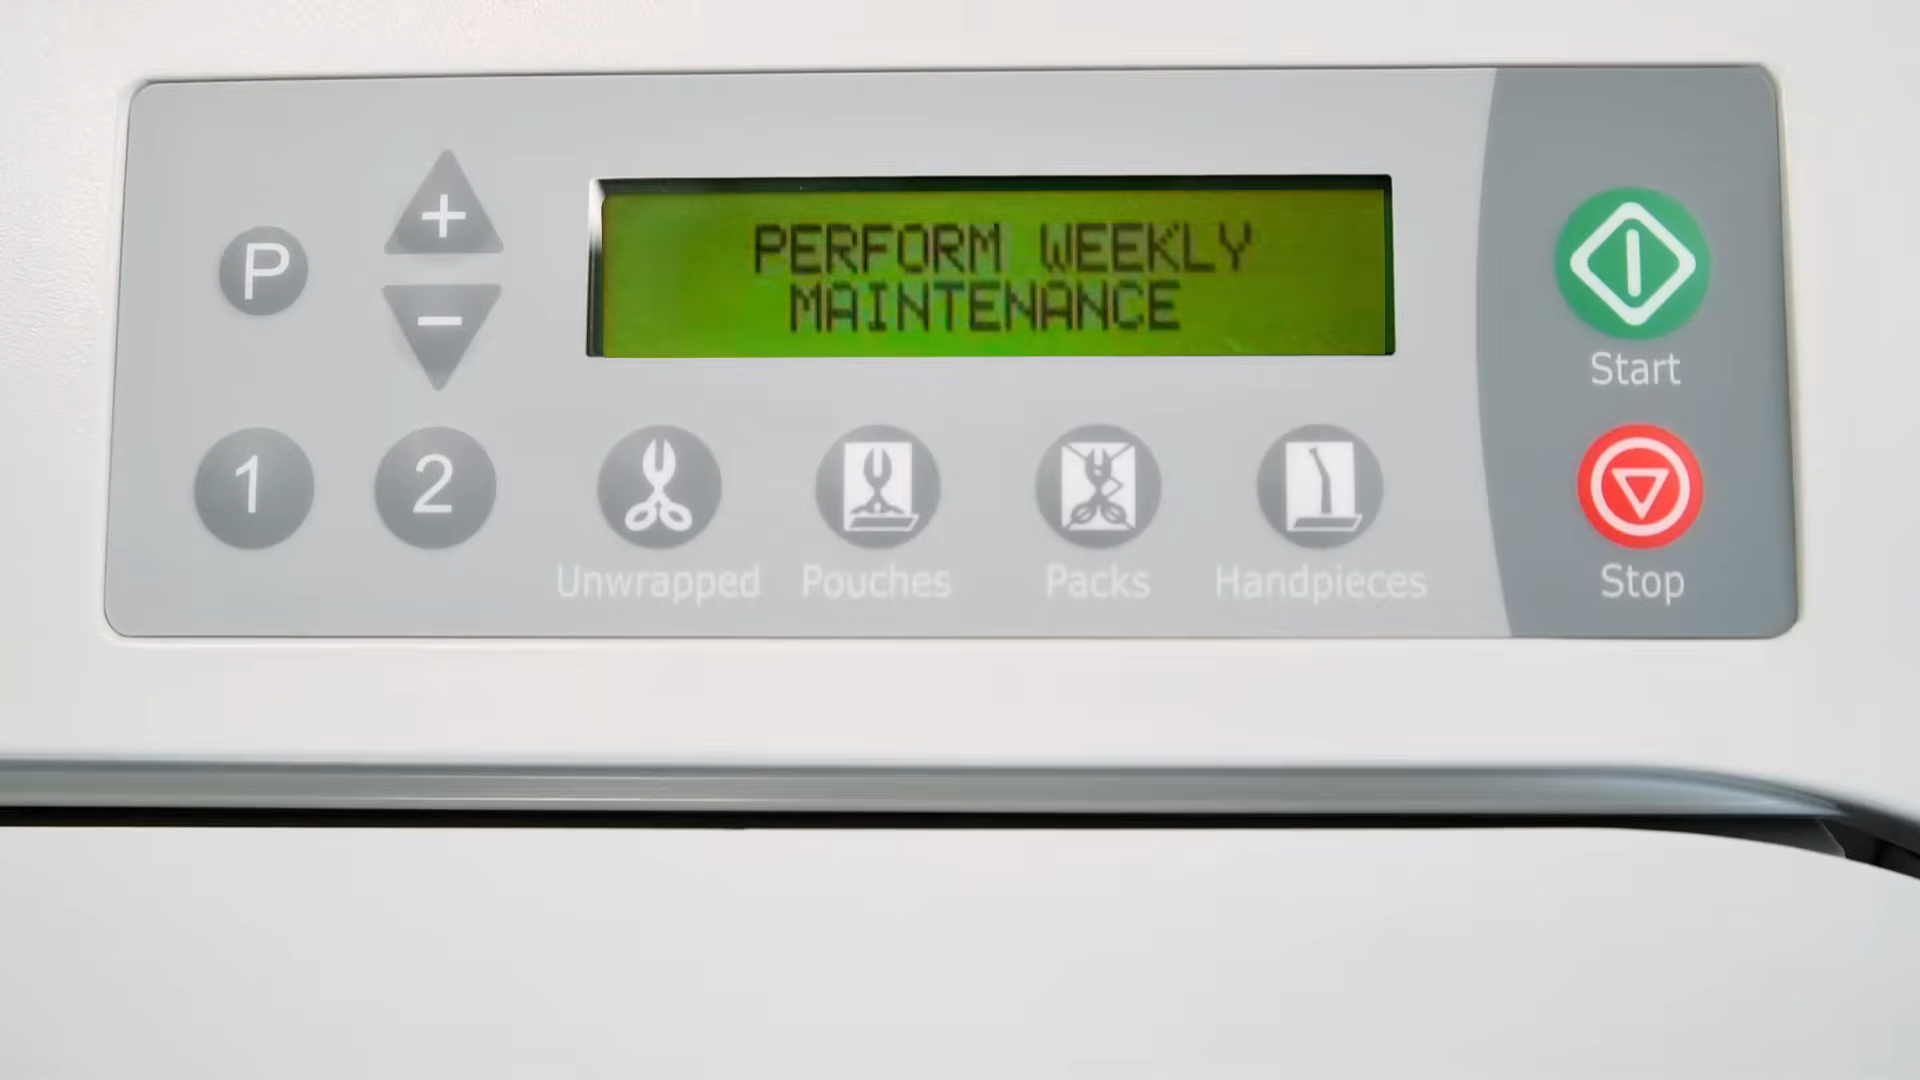 P
+
-
PERFORM WEEKLY
MAINTENANCE
1
2
Unwrapped
Pouches
Packs
Handpieces
Start
Stop